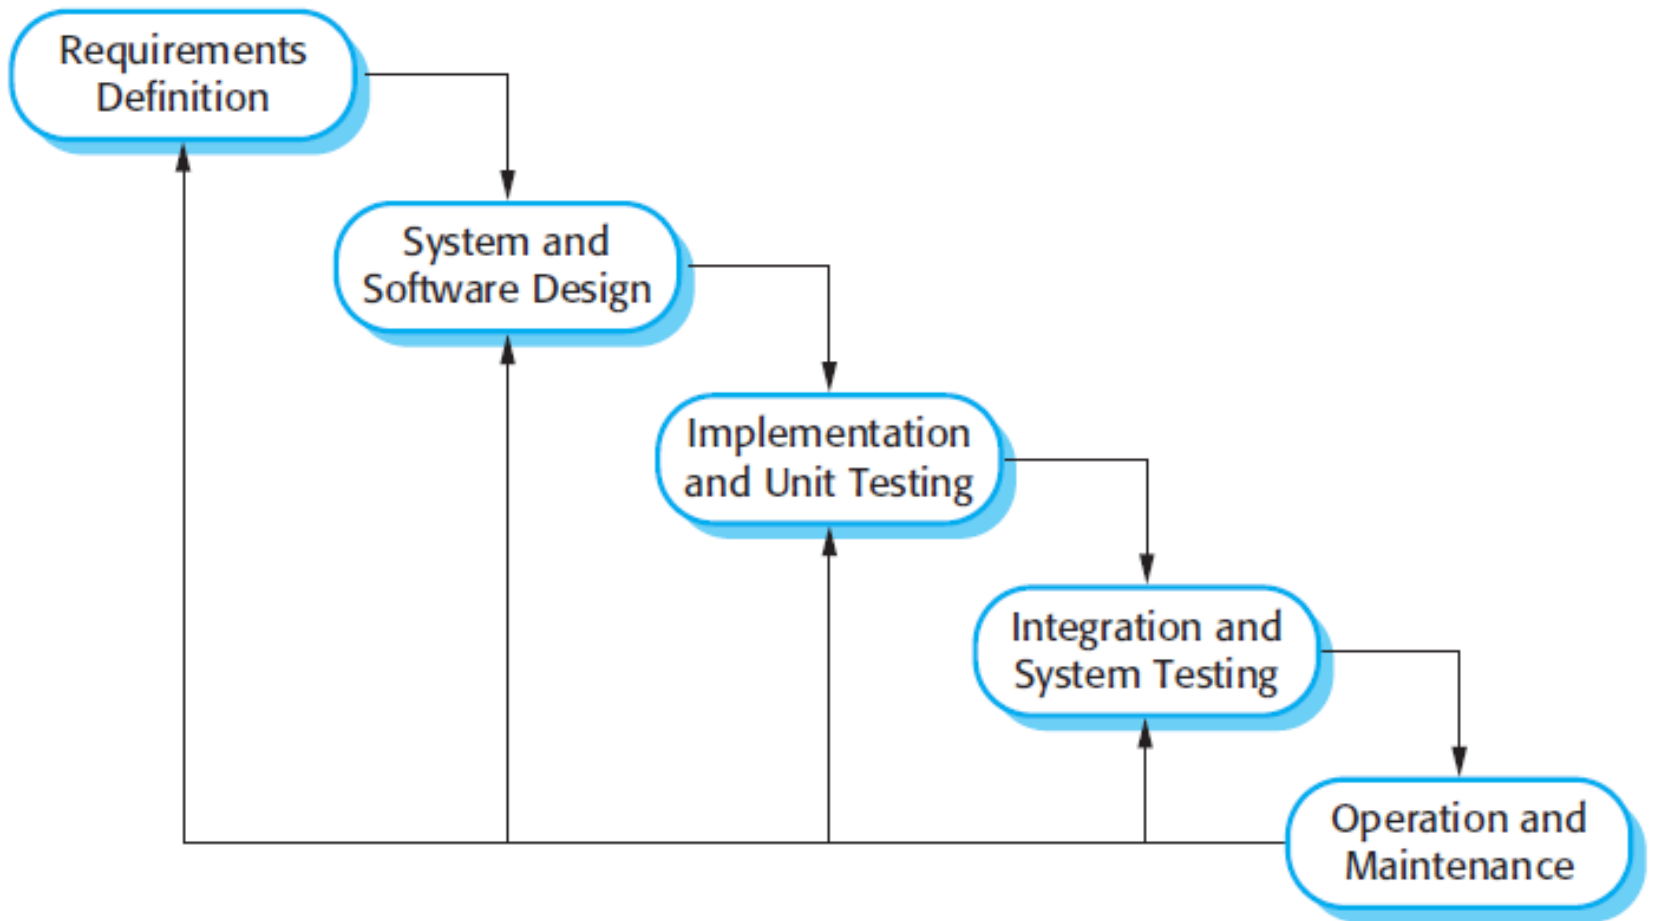 Requirements
Definition
System and
Software Design
Implementation
and Unit Testing
Integration and
System Testing
Operation and
Maintenance